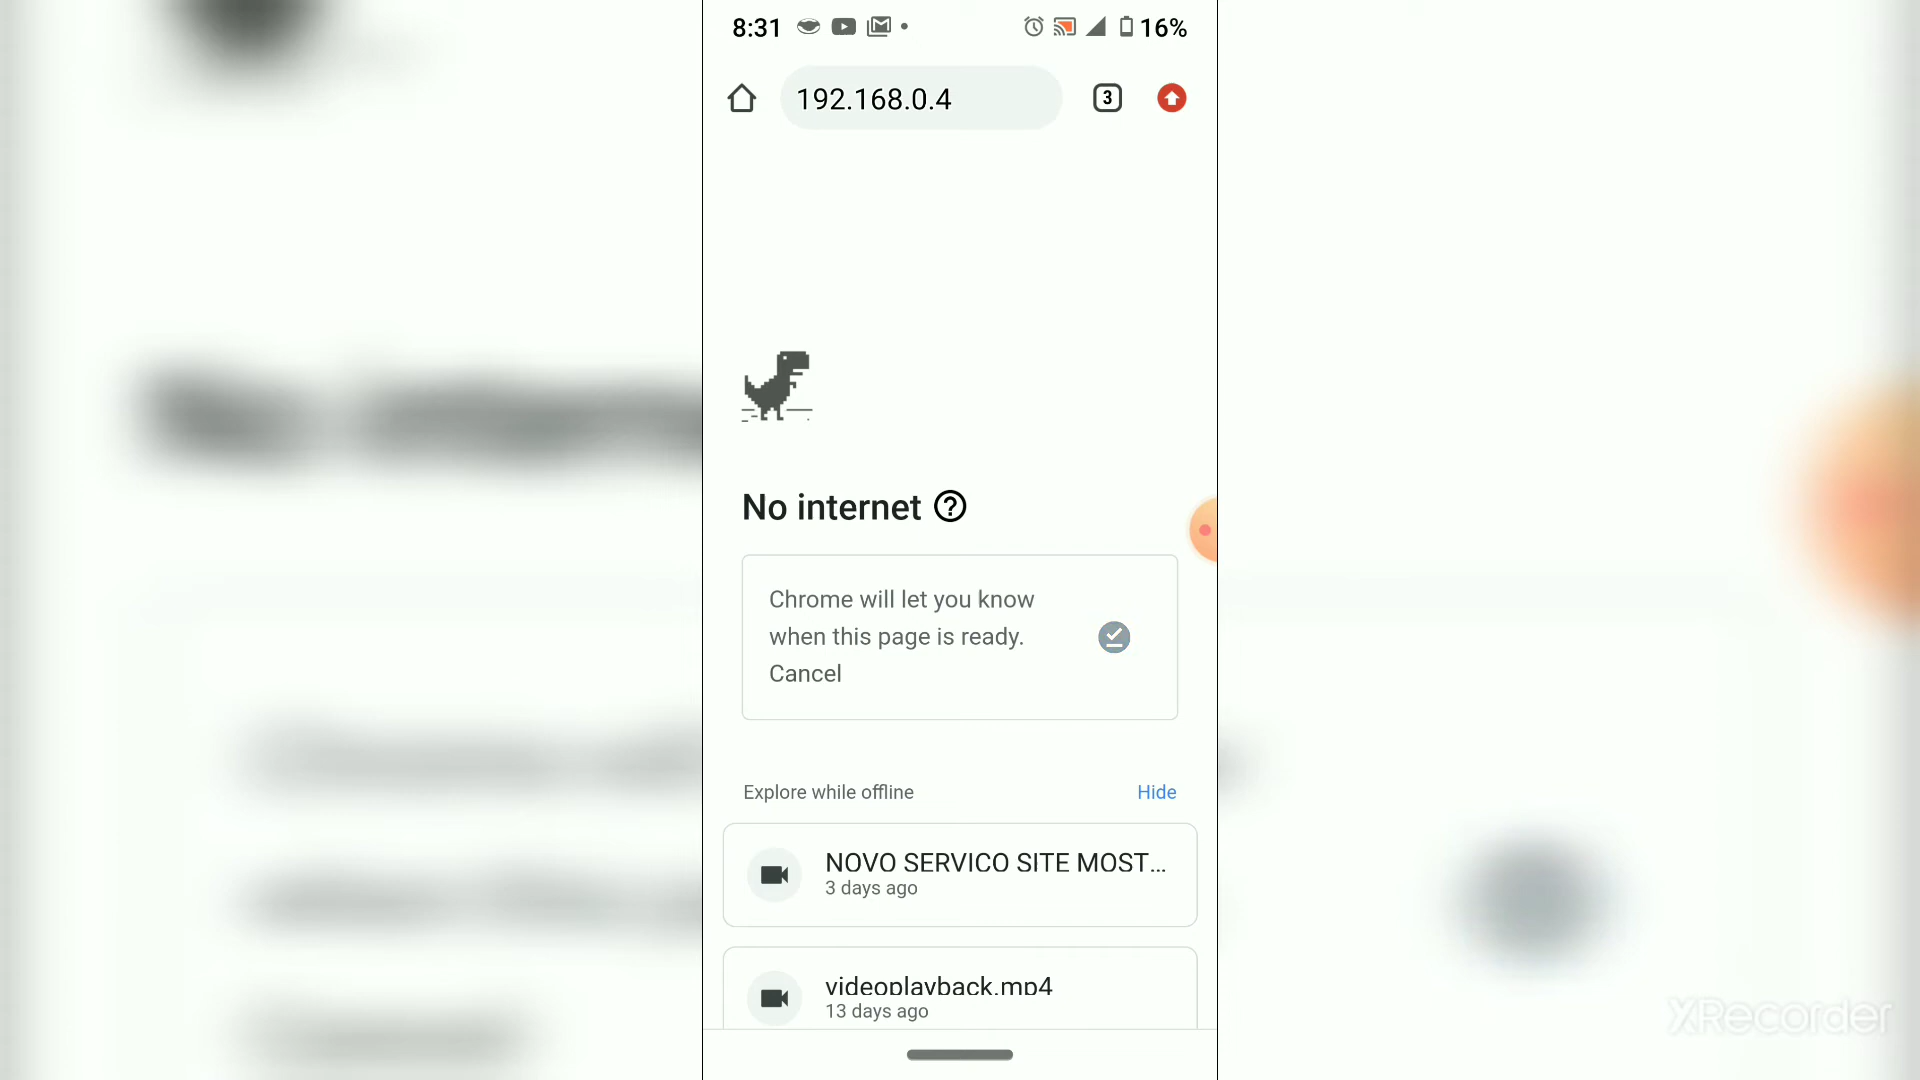 8:31
16%
192.168.0.4
3
No internet
Chrome will let you know
when this page is ready.
Cancel
Explore while offline
Hide
NOVO SERVICO SITE MOST...
3 days ago
videoplayback.mp4
13 days ago
XRecorder